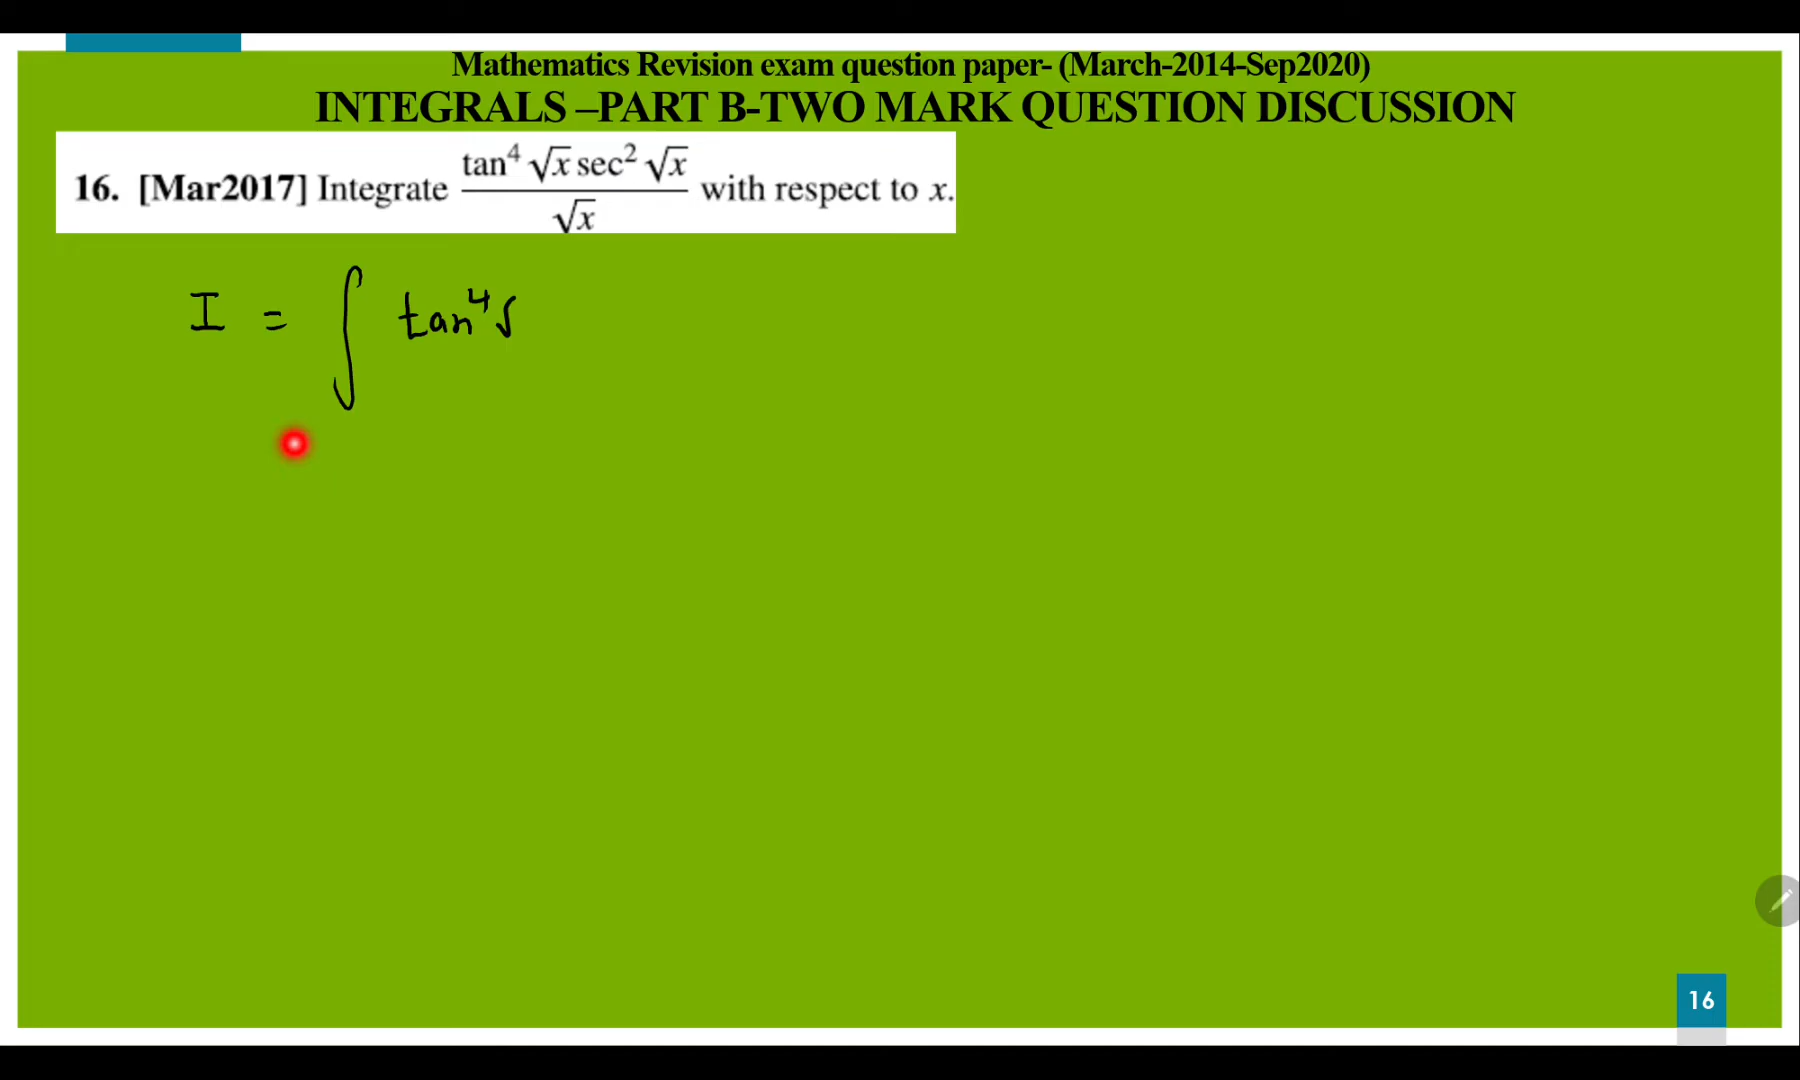 Mathematics Revision exam question paper- (March-2014-Sep2020)
INTEGRALS –PART B-TWO MARK QUESTION DISCUSSION
16. [Mar2017] Integrate tan⁴ √x sec² √x / √x with respect to x.
I = ∫ tan⁴ √
16